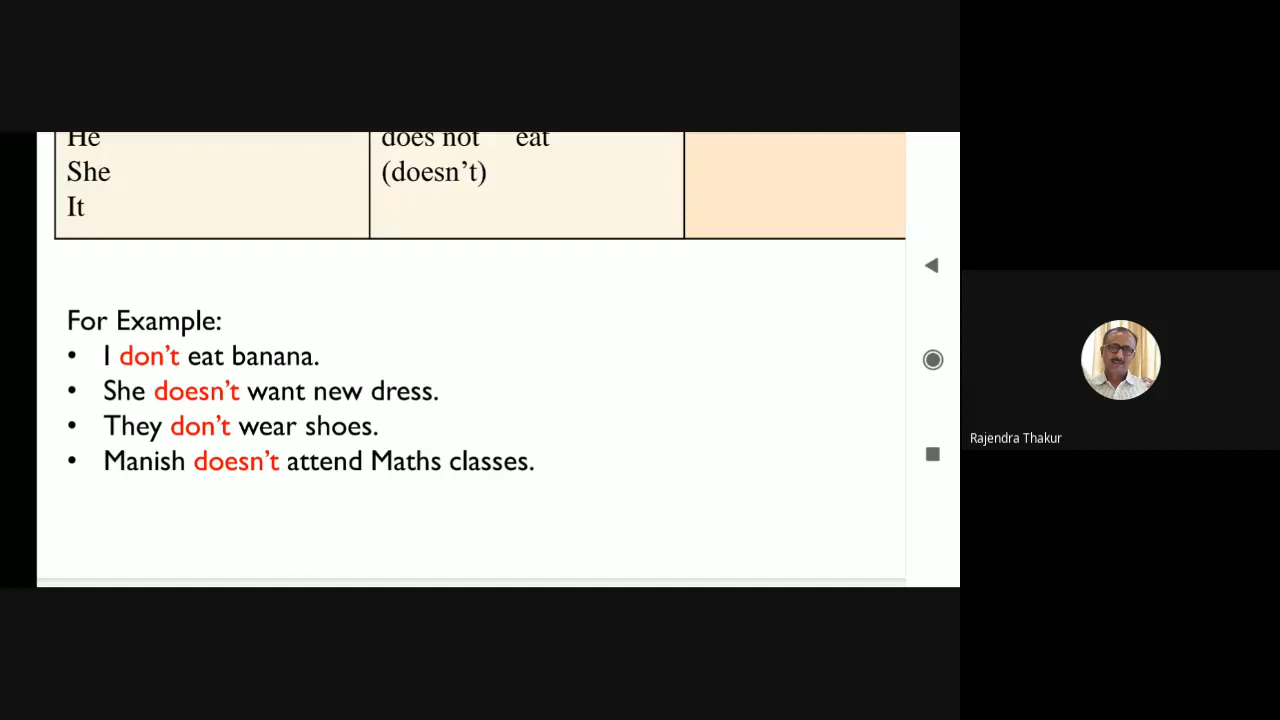 He
does not eat
She
(doesn’t)
It
For Example:
• I don’t eat banana.
• She doesn’t want new dress.
• They don’t wear shoes.
• Manish doesn’t attend Maths classes.
Rajendra Thakur